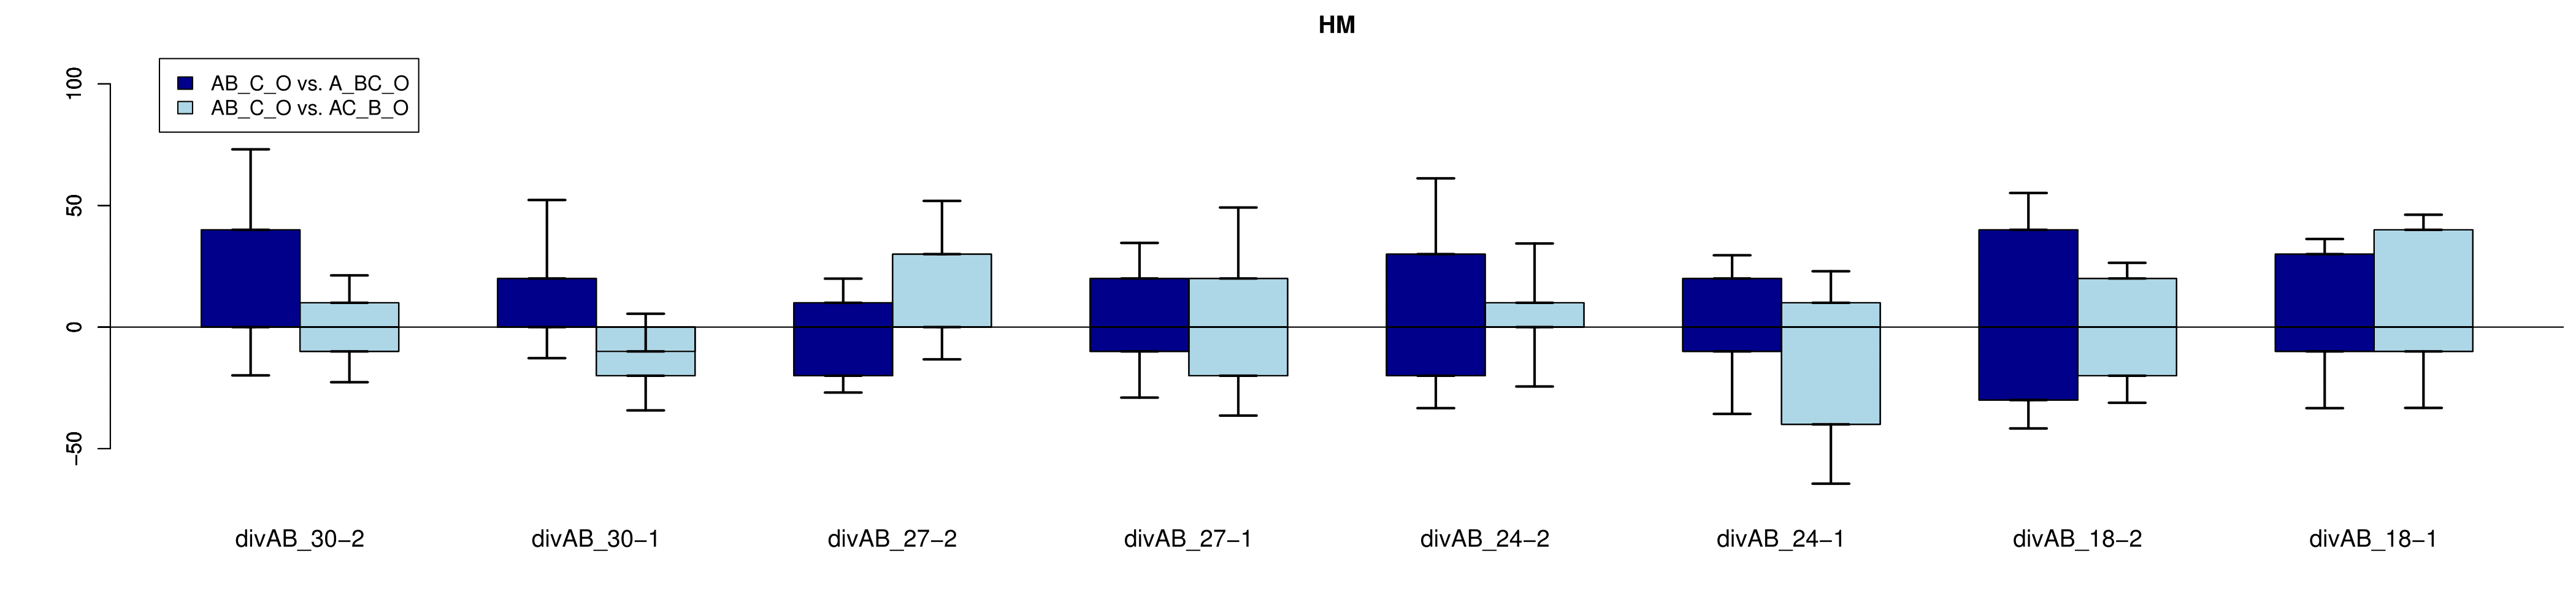 HM
AB_C_O vs. A_BC_O
AB_C_O vs. AC_B_O
100
50
0
−50
divAB_30−2 divAB_30−1 divAB_27−2 divAB_27−1 divAB_24−2 divAB_24−1 divAB_18−2 divAB_18−1